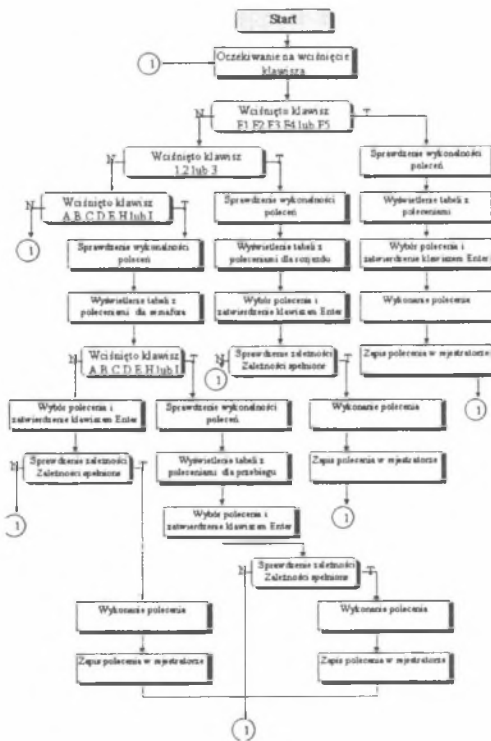 Start
1
Oczekiwanie na wciśnięcie
klawisza
Wciśnięto klawisz
F1 F2 F3 F4 lub F5
N
T
Wciśnięto klawisz
1,2 lub 3
N
T
Sprawdzenie wykonalności
poleceń
Wciśnięto klawisz
A,B,C,D,E,H lub I
N
T
Sprawdzenie wykonalności
poleceń
Wyświetlenie tabeli z
poleceniami
1
Sprawdzenie wykonalności
poleceń
Wyświetlenie tabeli z
poleceniami dla rozjazdu
Wybór polecenia i
zatwierdzenie klawiszem Enter
Wyświetlenie tabeli z
poleceniami dla semafora
Wybór polecenia i
zatwierdzenie klawiszem Enter
Wykonanie polecenia
Wciśnięto klawisz
A,B,C,D,E,H lub I
N
T
Sprawdzenie zależności
Zależności spełnione
N
T
Zapis polecenia w rejestratorze
1
1
Wybór polecenia i
zatwierdzenie klawiszem Enter
Sprawdzenie wykonalności
poleceń
Wykonanie polecenia
Sprawdzenie zależności
Zależności spełnione
N
T
Wyświetlenie tabeli z
poleceniami dla przebiegu
Zapis polecenia w rejestratorze
1
Wybór polecenia i
zatwierdzenie klawiszem Enter
1
Sprawdzenie zależności
Zależności spełnione
N
T
Wykonanie polecenia
Wykonanie polecenia
Zapis polecenia w rejestratorze
Zapis polecenia w rejestratorze
1